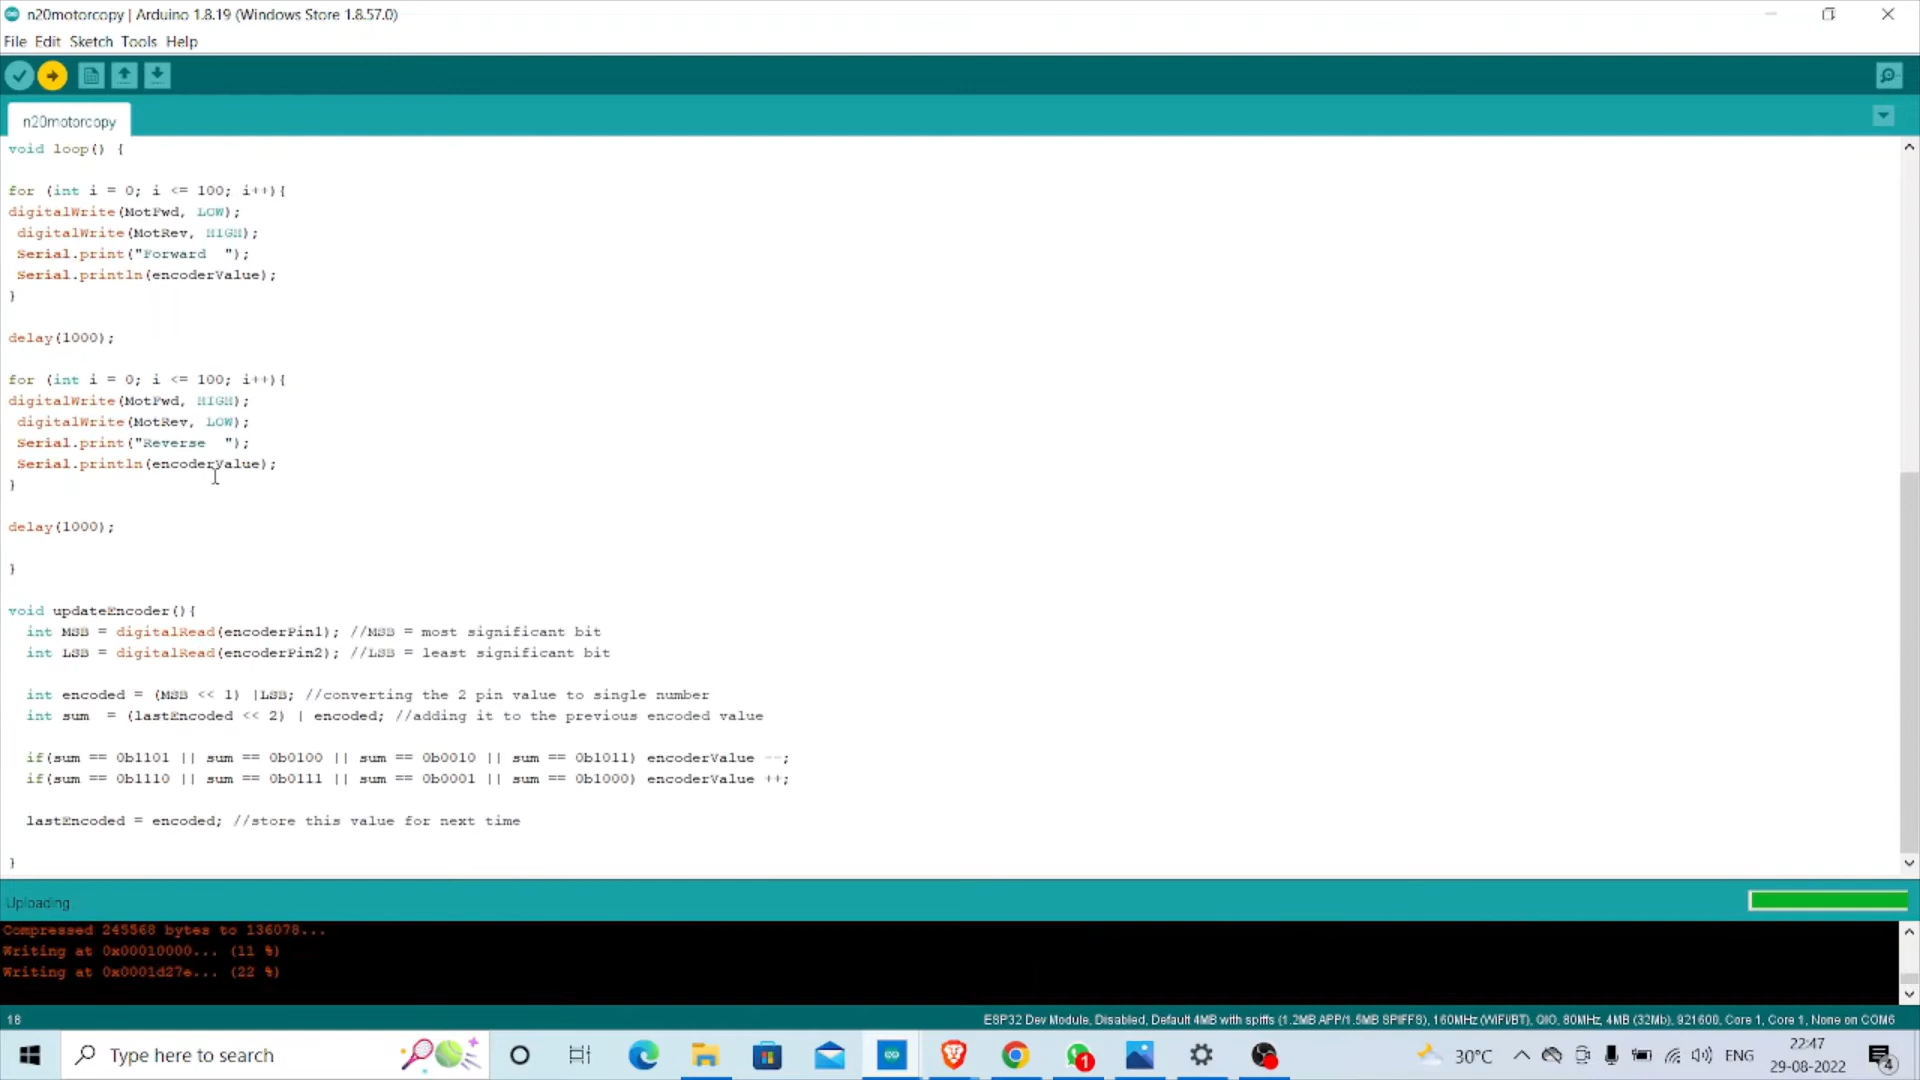 n20motorcopy | Arduino 1.8.19 (Windows Store 1.8.57.0)
File Edit Sketch Tools Help
n20motorcopy
void loop() {
for (int i = 0; i <= 100; i++){
digitalWrite(MotFwd, LOW);
digitalWrite(MotRev, HIGH);
Serial.print("Forward  ");
Serial.println(encoderValue);
}
delay(1000);
for (int i = 0; i <= 100; i++){
digitalWrite(MotFwd, HIGH);
digitalWrite(MotRev, LOW);
Serial.print("Reverse  ");
Serial.println(encoderValue);
}
delay(1000);
}
void updateEncoder(){
int MSB = digitalRead(encoderPin1); //MSB = most significant bit
int LSB = digitalRead(encoderPin2); //LSB = least significant bit
int encoded = (MSB << 1) |LSB; //converting the 2 pin value to single number
int sum  = (lastEncoded << 2) | encoded; //adding it to the previous encoded value
if(sum == 0b1101 || sum == 0b0100 || sum == 0b0010 || sum == 0b1011) encoderValue --;
if(sum == 0b1110 || sum == 0b0111 || sum == 0b0001 || sum == 0b1000) encoderValue ++;
lastEncoded = encoded; //store this value for next time
}
Uploading
Compressed 245568 bytes to 136078...
Writing at 0x00010000... (11 %)
Writing at 0x0001d27e... (22 %)
18
ESP32 Dev Module, Disabled, Default 4MB with spiffs (1.2MB APP/1.5MB SPIFFS), 160MHz (WiFi/BT), QIO, 80MHz, 4MB (32Mb), 921600, Core 1, Core 1, None on COM6
Type here to search
1
30°C
ENG
22:47
29-08-2022
4